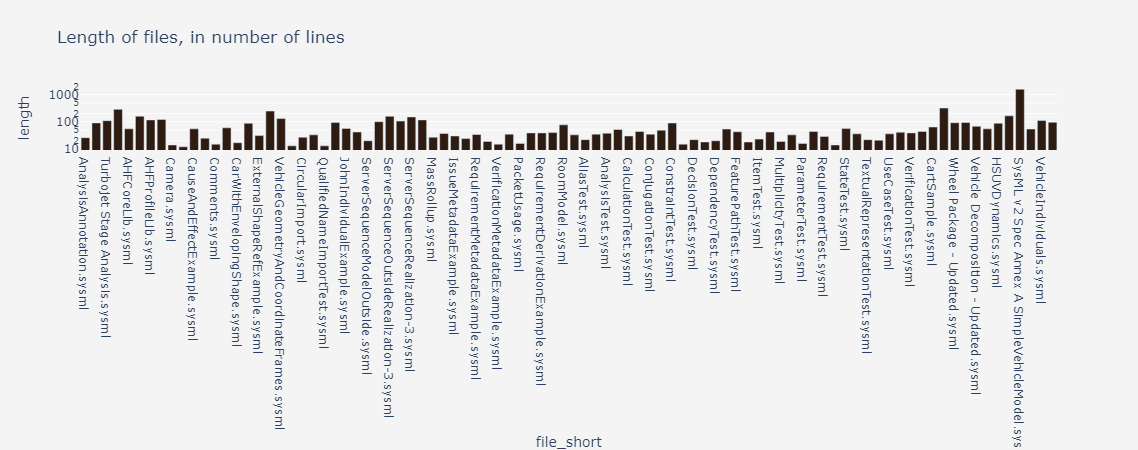 Length of files, in number of lines
length
2
1000
5
2
100
5
2
10
AnalysisAnnotation.sysml
Turbojet Stage Analysis.sysml
AHFCoreLib.sysml
AHFProfileLib.sysml
Camera.sysml
CauseAndEffectExample.sysml
Comments.sysml
CarWithEnvelopingShape.sysml
ExternalShapeRefExample.sysml
VehicleGeometryAndCoordinateFrames.sysml
CircularImport.sysml
QualifiedNameImportTest.sysml
JohnIndividualExample.sysml
ServerSequenceModelOutside.sysml
ServerSequenceOutsideRealization-3.sysml
ServerSequenceRealization-3.sysml
MassRollup.sysml
IssueMetadataExample.sysml
RequirementMetadataExample.sysml
VerificationMetadataExample.sysml
PacketUsage.sysml
RequirementDerivationExample.sysml
RoomModel.sysml
AliasTest.sysml
AnalysisTest.sysml
CalculationTest.sysml
ConjugationTest.sysml
ConstraintTest.sysml
DecisionTest.sysml
DependencyTest.sysml
FeaturePathTest.sysml
ItemTest.sysml
MultiplicityTest.sysml
ParameterTest.sysml
RequirementTest.sysml
StateTest.sysml
TextualRepresentationTest.sysml
UseCaseTest.sysml
VerificationTest.sysml
CartSample.sysml
Wheel Package - Updated.sysml
Vehicle Decomposition - Updated.sysml
HSUVDynamics.sysml
SysML v2 Spec Annex A SimpleVehicleModel.sys
VehicleIndividuals.sysml
file_short